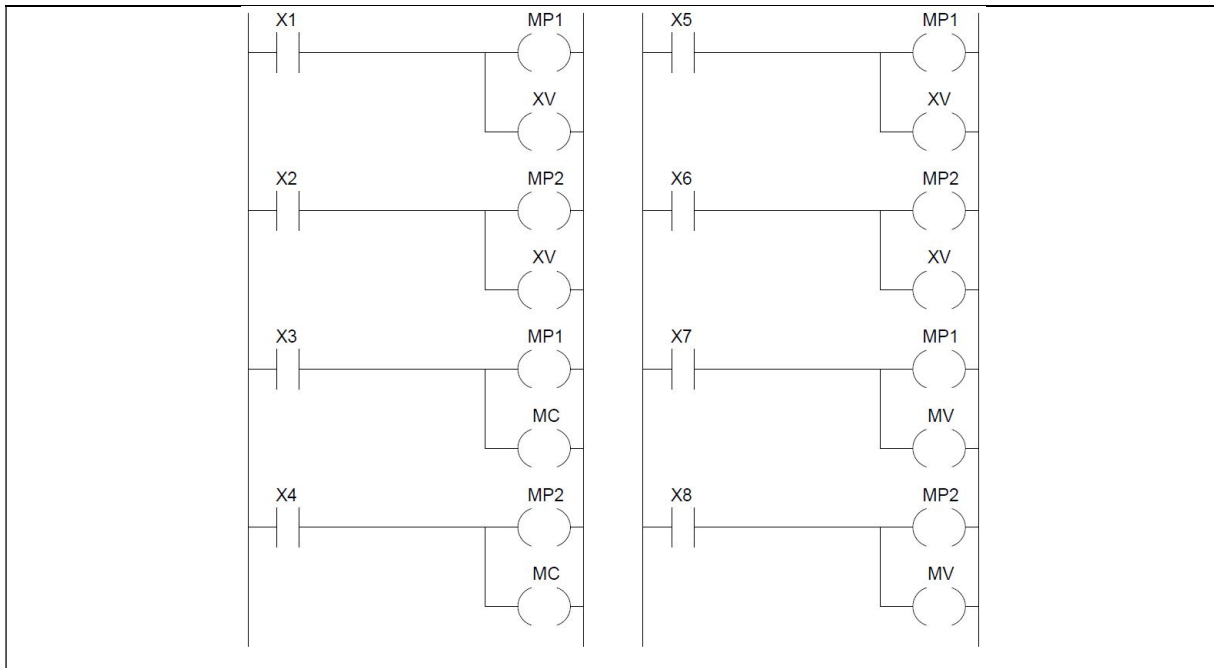 X1 MP1
XV
X2 MP2
XV
X3 MP1
MC
X4 MP2
MC
X5 MP1
XV
X6 MP2
XV
X7 MP1
MV
X8 MP2
MV